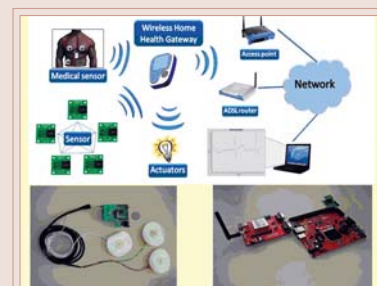 Wireless Home
Health Gateway
Access point
Medical sensor
Network
ADSL router
Sensor
Actuators